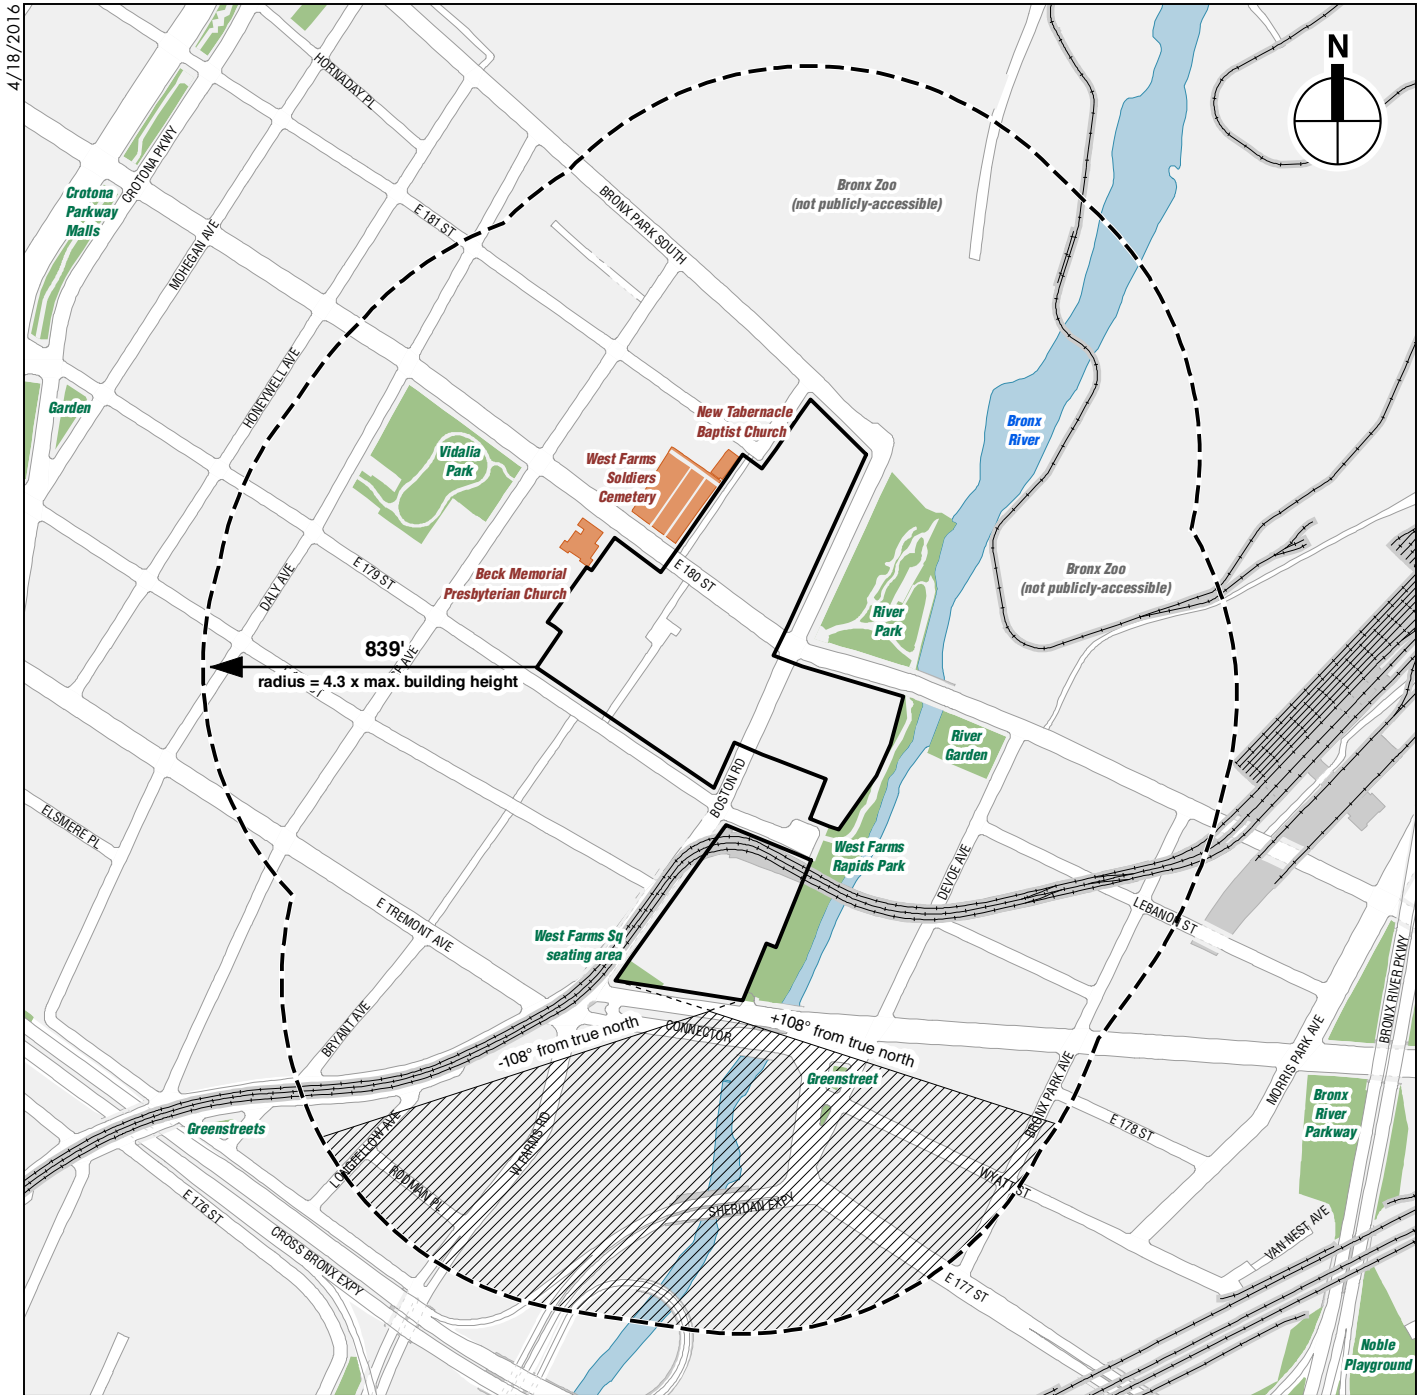 4/18/2016
N
HORNADAY PL
CROTONA PKWY
Crotona
Parkway
Malls
MOHEGAN AVE
E 181 ST
BRONX PARK SOUTH
Bronx Zoo
(not publicly-accessible)
HONEYWELL AVE
Garden
Vidalia
Park
New Tabernacle
Baptist Church
West Farms
Soldiers
Cemetery
Bronx
River
DALY AVE
E 179 ST
Beck Memorial
Presbyterian Church
E 180 ST
Bronx Zoo
(not publicly-accessible)
River
Park
839'
radius = 4.3 x max. building height
River
Garden
BOSTON RD
ELSMERE PL
West Farms
Rapids Park
DEVOE AVE
LEBANON ST
E TREMONT AVE
West Farms Sq
seating area
BRYANT AVE
-108° from true north
CONNECTOR
+108° from true north
Greenstreet
BRONX RIVER PKWY
MORRIS PARK AVE
BRONX PARK AVE
Bronx
River
Parkway
E 178 ST
Greenstreets
LONGFELLOW AVE
W FARMS RD
RODMAN PL
WYATT ST
SHERIDAN EXPY
E 176 ST
CROSS BRONX EXPY
VAN NEST AVE
E 177 ST
Noble
Playground